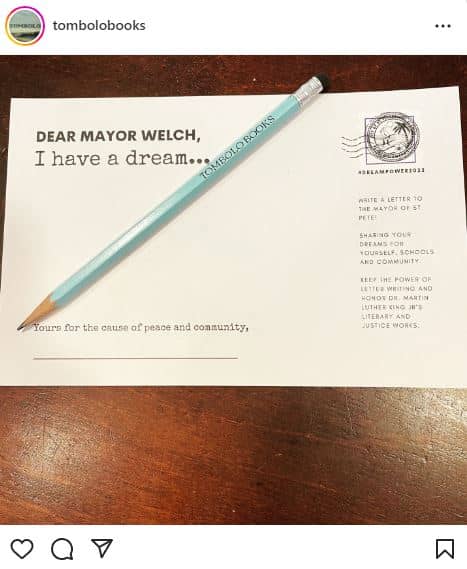 tombolobooks
TOMBOLO
DEAR MAYOR WELCH,
I have a dream...
TOMBOLO BOOKS
#DREAMPOWER2022
WRITE A LETTER TO
THE MAYOR OF ST
PETE!
SHARING YOUR
DREAMS FOR
YOURSELF, SCHOOLS
AND COMMUNITY
KEEP THE POWER OF
LETTER WRITING AND
HONOR DR. MARTIN
LUTHER KING JR'S
LITERARY AND
JUSTICE WORKS.
Yours for the cause of peace and community,